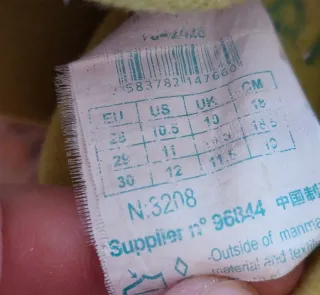 583782 147660
EU US UK CM
28 10.5 10 18
29 11 18.5
30 12 11.5 19
N:3208
Supplier n° 96844 中国制
-Outside of manma
material and